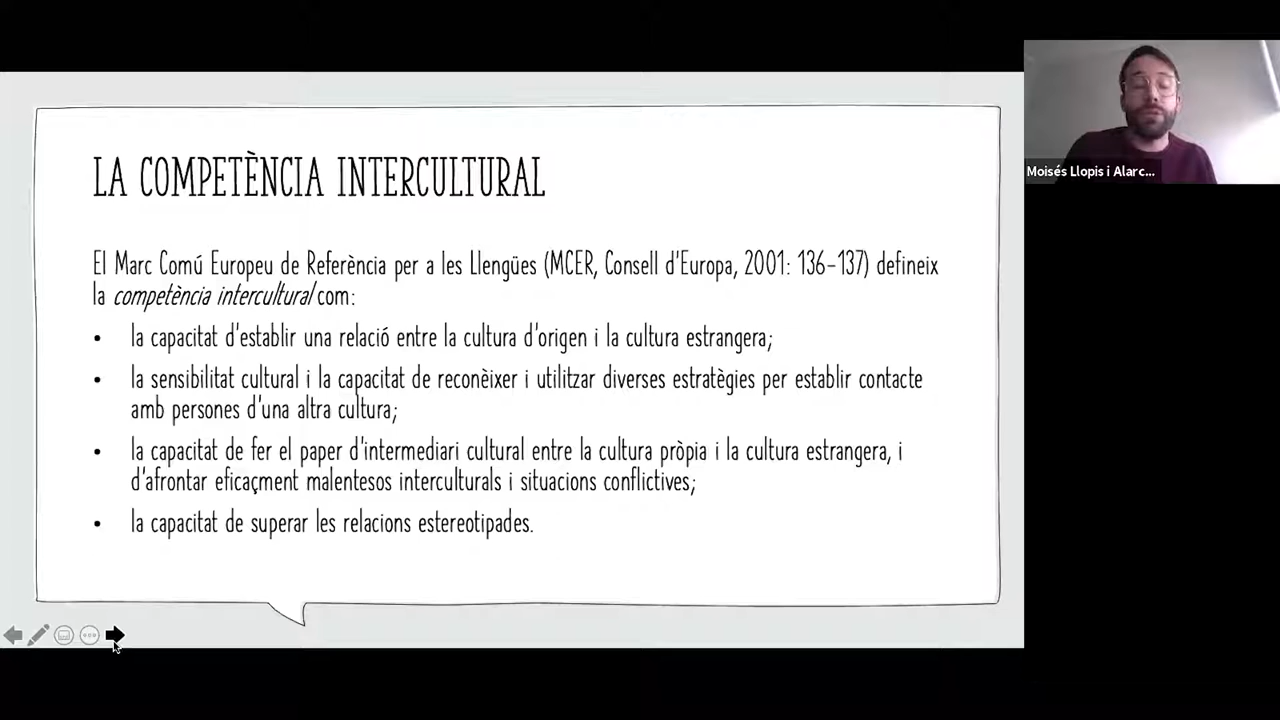 LA COMPETÈNCIA INTERCULTURAL
El Marc Comú Europeu de Referència per a les Llengües (MCER, Consell d'Europa, 2001: 136-137) defineix
la competència intercultural com:
• la capacitat d'establir una relació entre la cultura d'origen i la cultura estrangera;
• la sensibilitat cultural i la capacitat de reconèixer i utilitzar diverses estratègies per establir contacte
amb persones d'una altra cultura;
• la capacitat de fer el paper d'intermediari cultural entre la cultura pròpia i la cultura estrangera, i
d'afrontar eficaçment malentesos interculturals i situacions conflictives;
• la capacitat de superar les relacions estereotipades.
Moisés Llopis i Alarc...